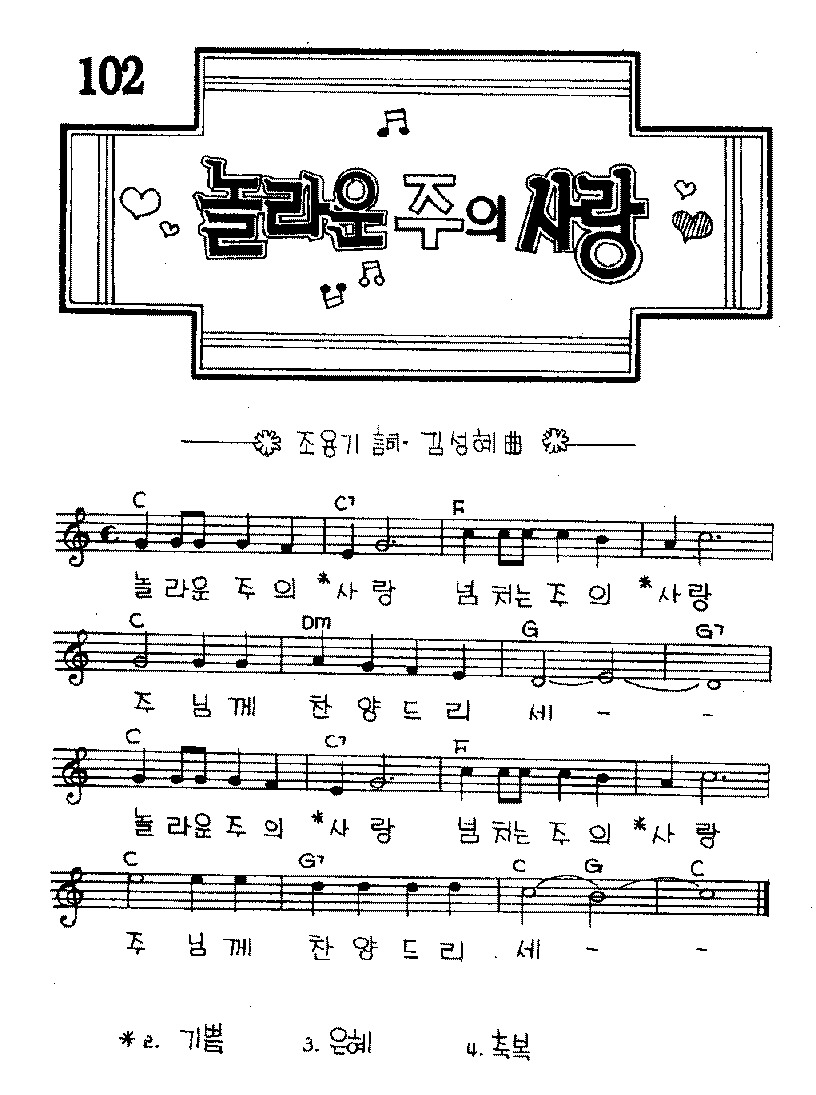 102
놀라운 주의 사랑
조용기 詞· 김성혜 曲
C C7 F
놀 라운 주 의 *사 랑 넘 치는 주 의 *사 랑
C Dm G G7
주 님 께 찬 양 드 리 세 - -
C C7 F
놀 라운 주 의 *사 랑 넘 치는 주 의 *사 랑
C G7 C G C
주 님 께 찬 양 드 리 세 - -
*2. 기쁨 3. 은혜 4. 축복